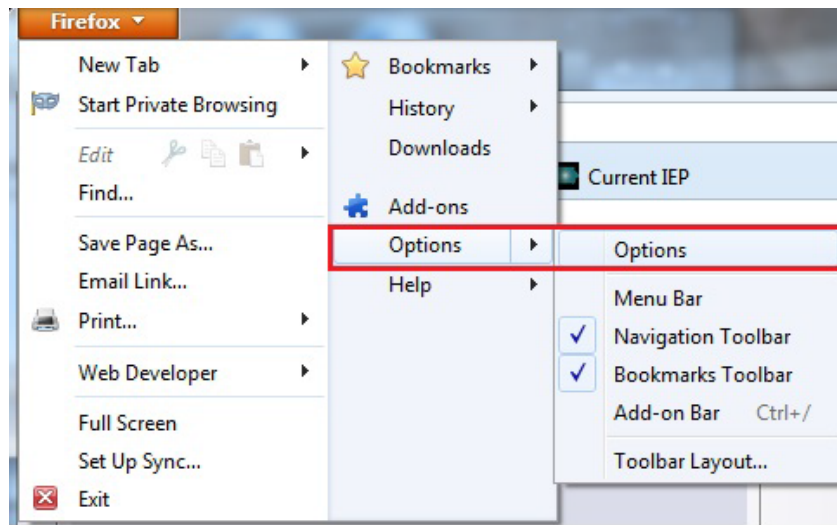 Firefox
New Tab
Start Private Browsing
Edit
Find...
Save Page As...
Email Link...
Print...
Web Developer
Full Screen
Set Up Sync...
Exit
Bookmarks
History
Downloads
Add-ons
Options
Help
Current IEP
Options
Menu Bar
Navigation Toolbar
Bookmarks Toolbar
Add-on Bar Ctrl+/
Toolbar Layout...